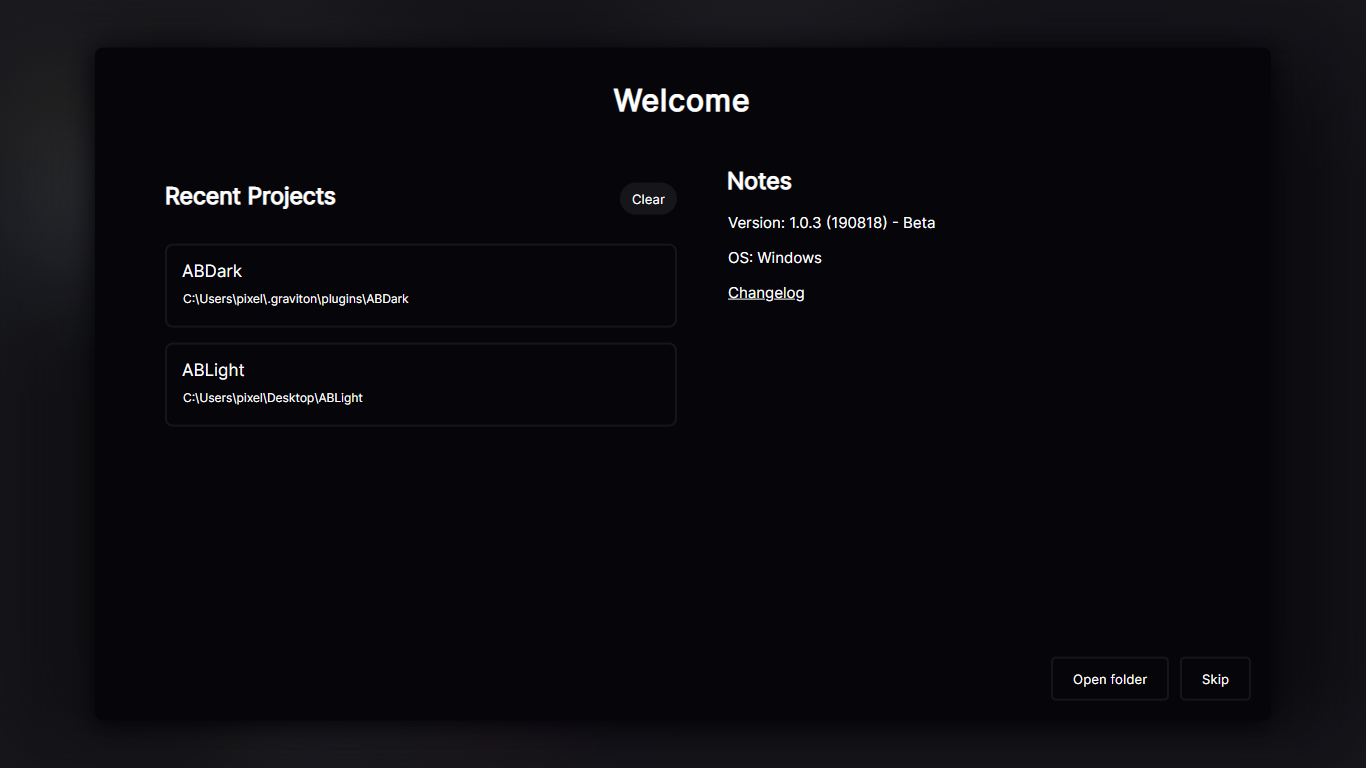 Welcome
Recent Projects
Clear
ABDark
C:\Users\pixel\.graviton\plugins\ABDark
ABLight
C:\Users\pixel\Desktop\ABLight
Notes
Version: 1.0.3 (190818) - Beta
OS: Windows
Changelog
Open folder
Skip